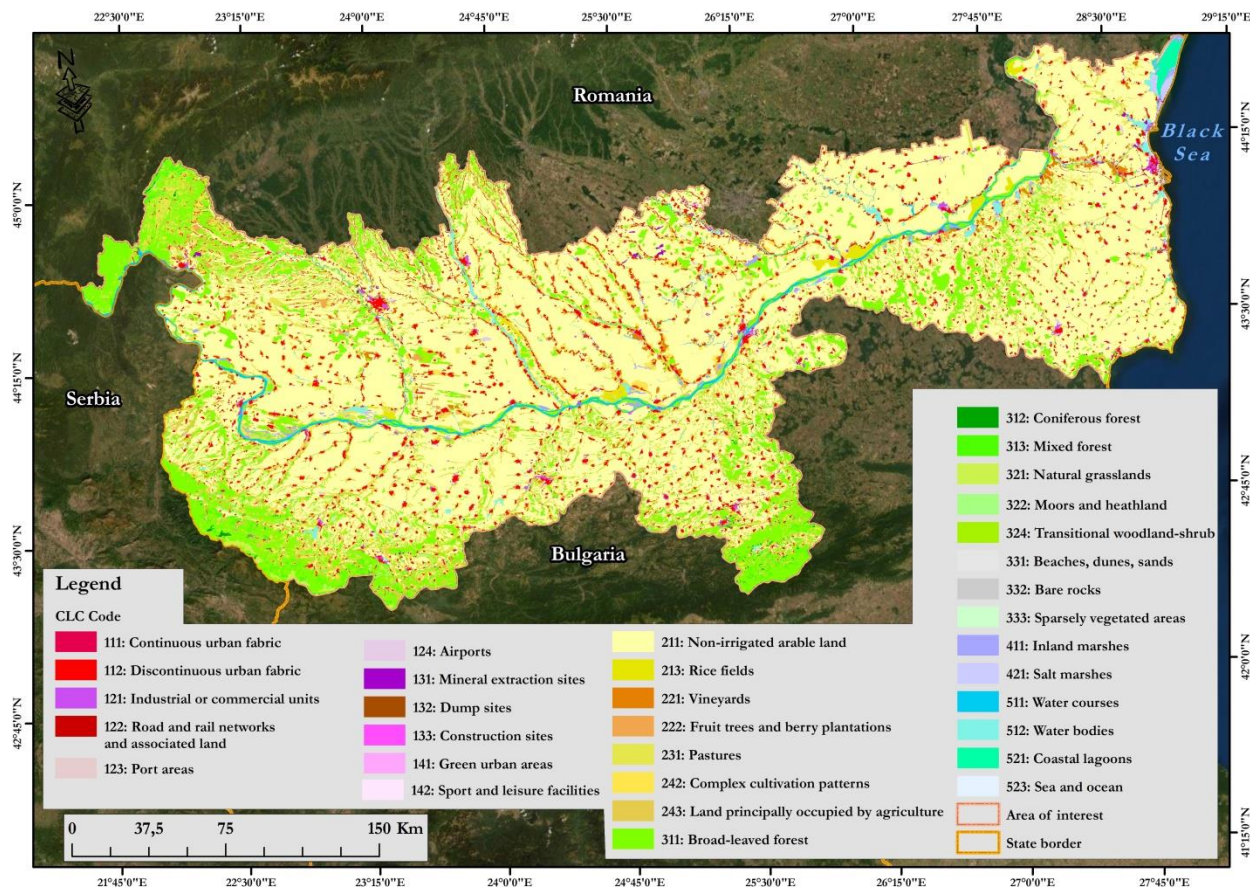 22°30'0"E 23°15'0"E 24°0'0"E 24°45'0"E 25°30'0"E 26°15'0"E 27°0'0"E 27°45'0"E 28°30'0"E 29°15'0"E
N
Romania
Black
Sea
Serbia
Bulgaria
45°0'0"N
44°15'0"N
43°30'0"N
42°45'0"N
44°15'0"N
43°30'0"N
42°45'0"N
42°0'0"N
41°15'0"N
Legend
CLC Code
111: Continuous urban fabric
112: Discontinuous urban fabric
121: Industrial or commercial units
122: Road and rail networks
and associated land
123: Port areas
124: Airports
131: Mineral extraction sites
132: Dump sites
133: Construction sites
141: Green urban areas
142: Sport and leisure facilities
211: Non-irrigated arable land
213: Rice fields
221: Vineyards
222: Fruit trees and berry plantations
231: Pastures
242: Complex cultivation patterns
243: Land principally occupied by agriculture
311: Broad-leaved forest
312: Coniferous forest
313: Mixed forest
321: Natural grasslands
322: Moors and heathland
324: Transitional woodland-shrub
331: Beaches, dunes, sands
332: Bare rocks
333: Sparsely vegetated areas
411: Inland marshes
421: Salt marshes
511: Water courses
512: Water bodies
521: Coastal lagoons
523: Sea and ocean
Area of interest
State border
0 37,5 75 150 Km
21°45'0"E 22°30'0"E 23°15'0"E 24°0'0"E 24°45'0"E 25°30'0"E 26°15'0"E 27°0'0"E 27°45'0"E